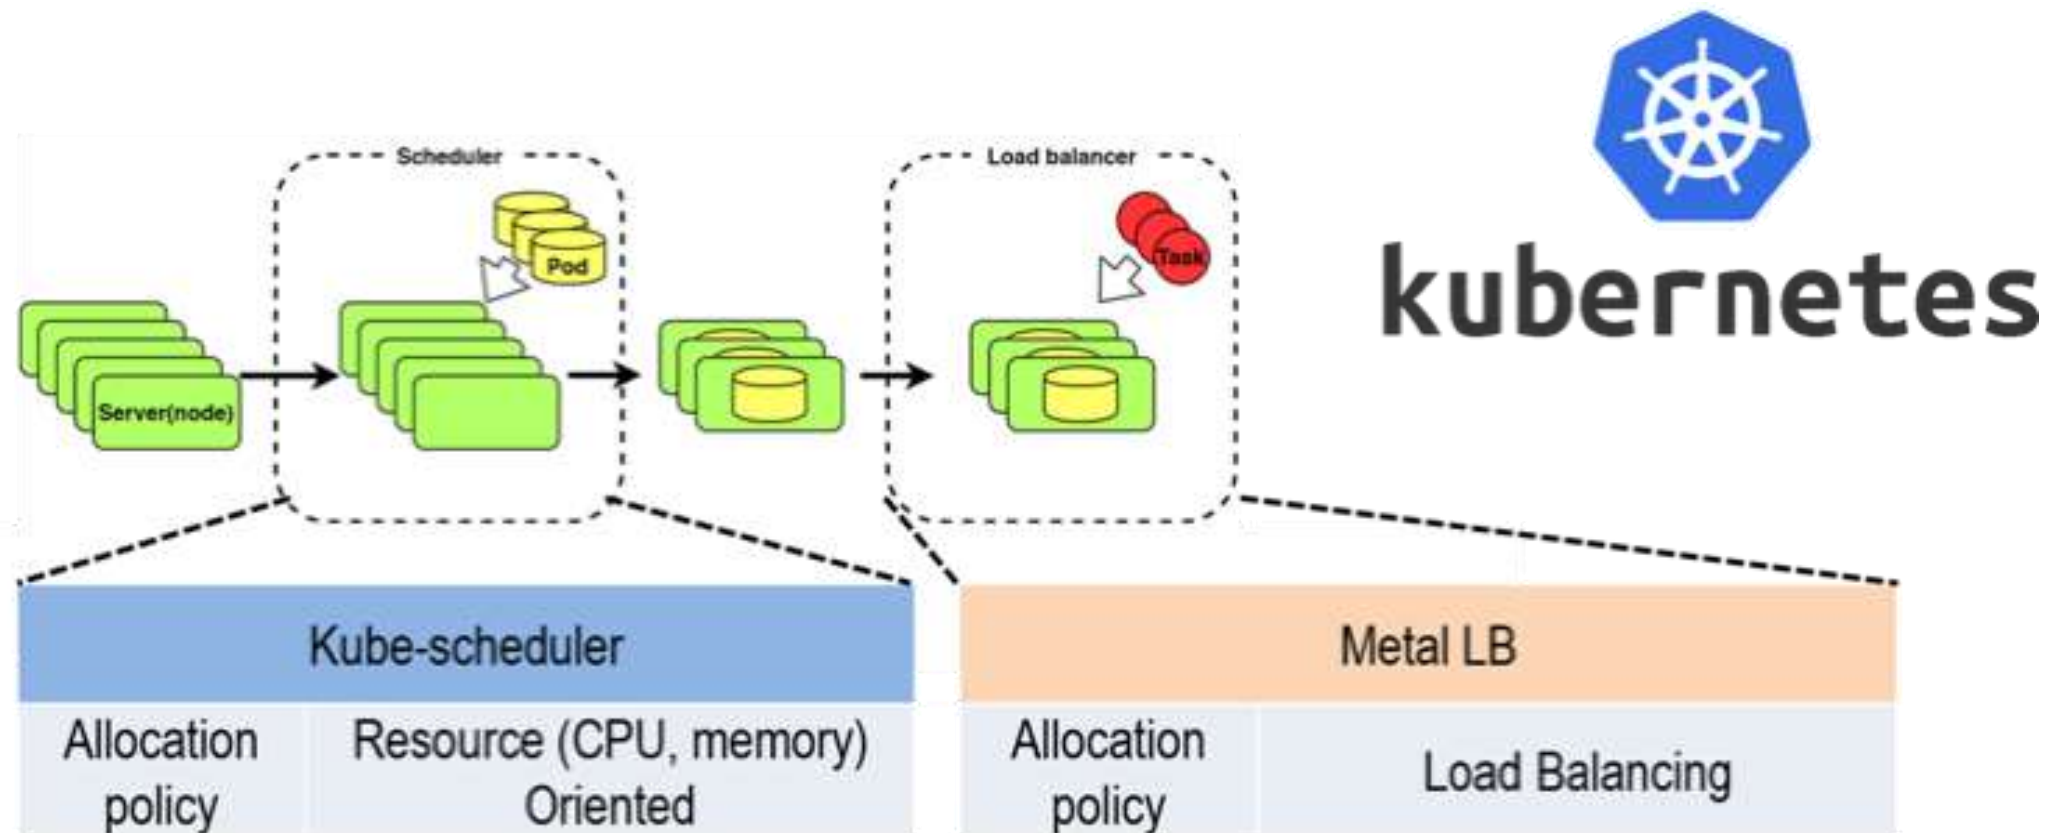 Scheduler
Load balancer
Pod
Task
Server(node)
kubernetes
Kube-scheduler
Metal LB
Allocation
policy
Resource (CPU, memory)
Oriented
Allocation
policy
Load Balancing